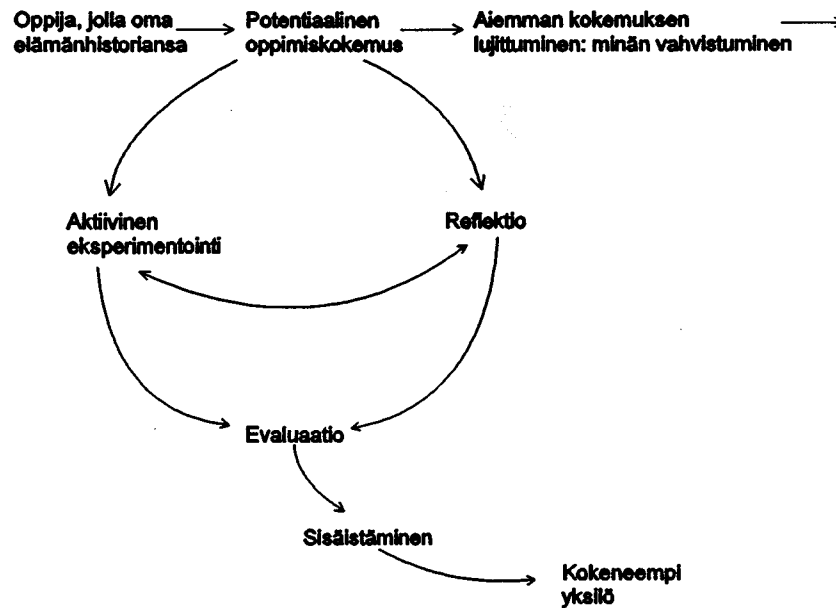 Oppija, jolla oma
elämänhistoriansa
Potentiaalinen
oppimiskokemus
Aiemman kokemuksen
lujittuminen: minän vahvistuminen
Aktiivinen
eksperimentointi
Reflektio
Evaluaatio
Sisäistäminen
Kokeneempi
yksilö